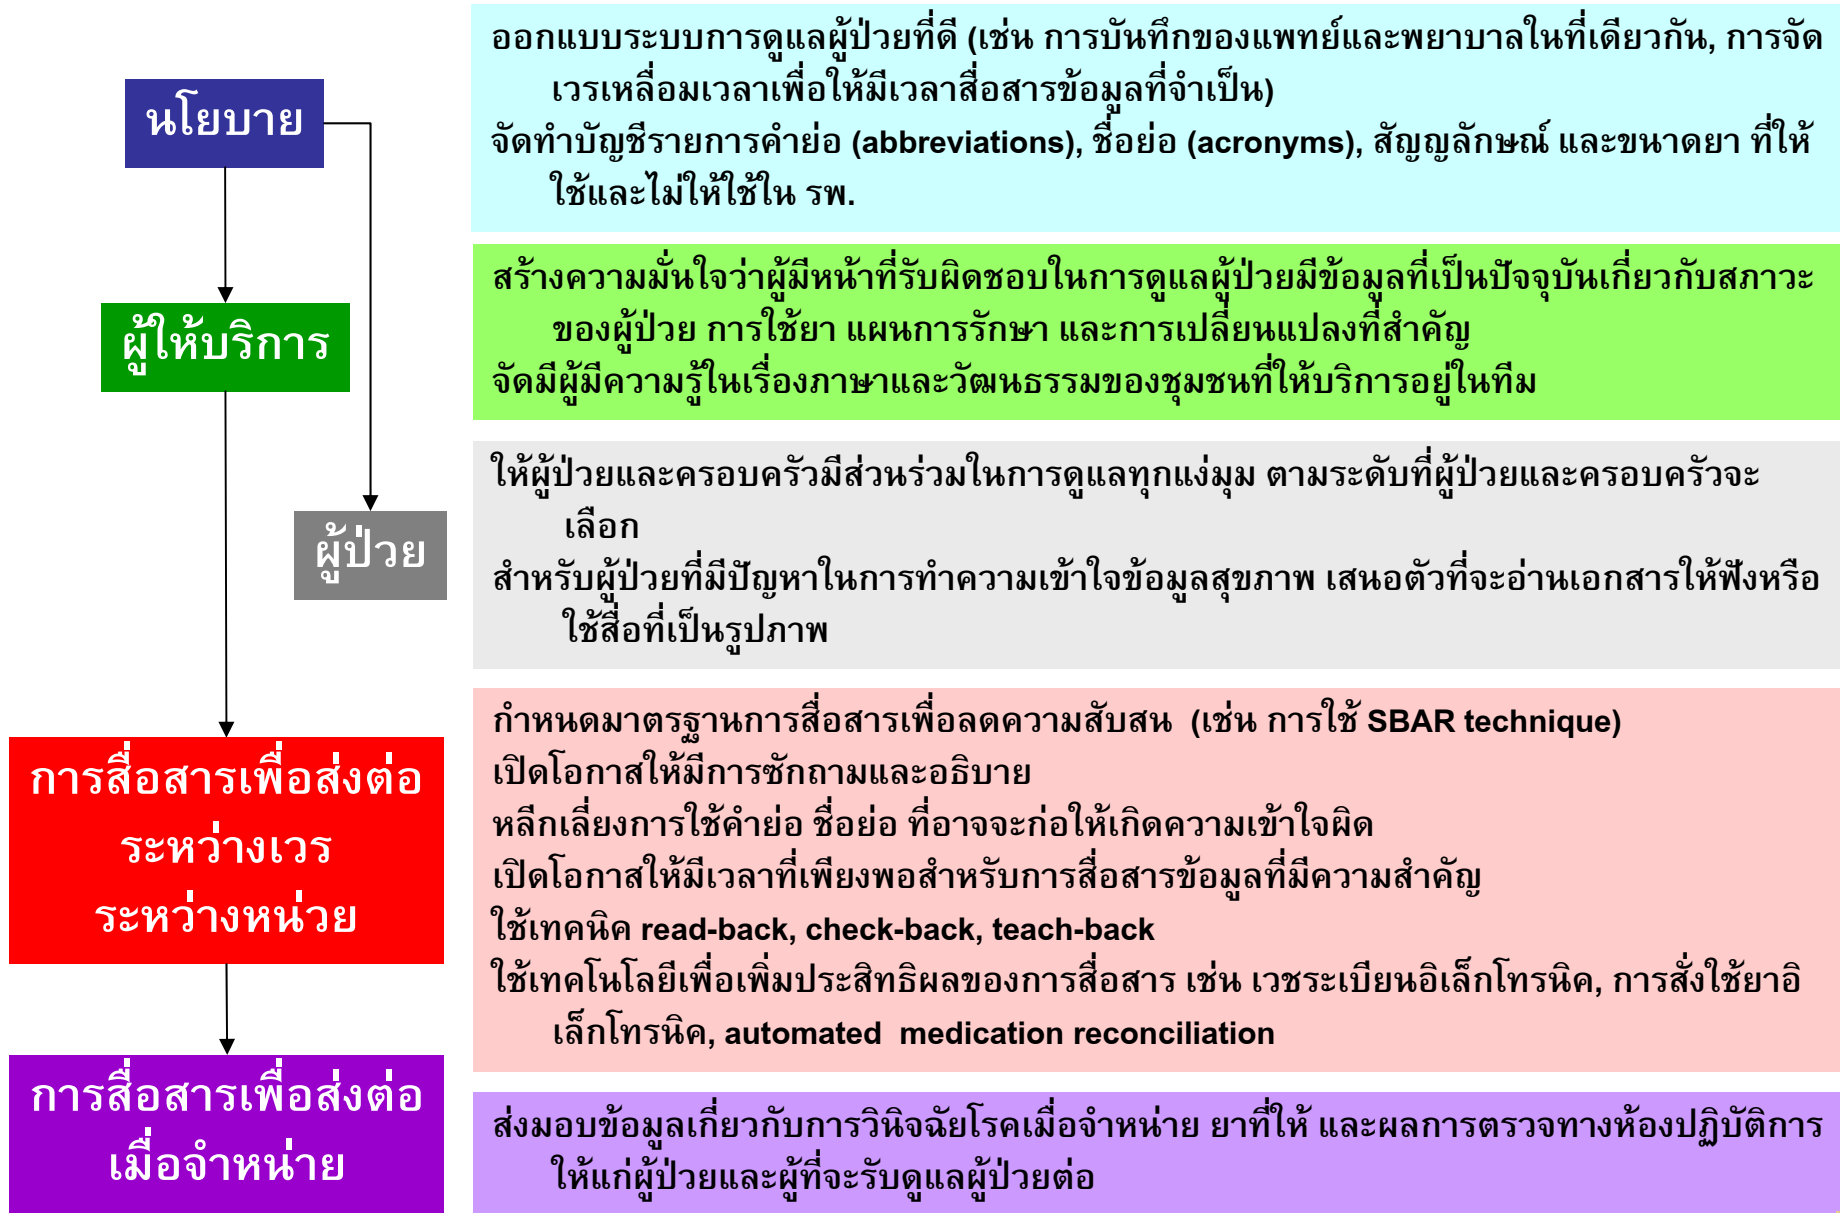 นโยบาย
ออกแบบระบบการดูแลผู้ป่วยที่ดี (เช่น การบันทึกของแพทย์และพยาบาลในที่เดียวกัน, การจัด
เวรเหลื่อมเวลาเพื่อให้มีเวลาสื่อสารข้อมูลที่จำเป็น)
จัดทำบัญชีรายการคำย่อ (abbreviations), ชื่อย่อ (acronyms), สัญญลักษณ์ และขนาดยา ที่ให้
ใช้และไม่ให้ใช้ใน รพ.
ผู้ให้บริการ
สร้างความมั่นใจว่าผู้มีหน้าที่รับผิดชอบในการดูแลผู้ป่วยมีข้อมูลที่เป็นปัจจุบันเกี่ยวกับสภาวะ
ของผู้ป่วย การใช้ยา แผนการรักษา และการเปลี่ยนแปลงที่สำคัญ
จัดมีผู้มีความรู้ในเรื่องภาษาและวัฒนธรรมของชุมชนที่ให้บริการอยู่ในทีม
ผู้ป่วย
ให้ผู้ป่วยและครอบครัวมีส่วนร่วมในการดูแลทุกแง่มุม ตามระดับที่ผู้ป่วยและครอบครัวจะ
เลือก
สำหรับผู้ป่วยที่มีปัญหาในการทำความเข้าใจข้อมูลสุขภาพ เสนอตัวที่จะอ่านเอกสารให้ฟังหรือ
ใช้สื่อที่เป็นรูปภาพ
การสื่อสารเพื่อส่งต่อ
ระหว่างเวร
ระหว่างหน่วย
กำหนดมาตรฐานการสื่อสารเพื่อลดความสับสน (เช่น การใช้ SBAR technique)
เปิดโอกาสให้มีการซักถามและอธิบาย
หลีกเลี่ยงการใช้คำย่อ ชื่อย่อ ที่อาจจะก่อให้เกิดความเข้าใจผิด
เปิดโอกาสให้มีเวลาที่เพียงพอสำหรับการสื่อสารข้อมูลที่มีความสำคัญ
ใช้เทคนิค read-back, check-back, teach-back
ใช้เทคโนโลยีเพื่อเพิ่มประสิทธิผลของการสื่อสาร เช่น เวชระเบียนอิเล็กโทรนิค, การสั่งใช้ยาอิ
เล็กโทรนิค, automated medication reconciliation
การสื่อสารเพื่อส่งต่อ
เมื่อจำหน่าย
ส่งมอบข้อมูลเกี่ยวกับการวินิจฉัยโรคเมื่อจำหน่าย ยาที่ให้ และผลการตรวจทางห้องปฏิบัติการ
ให้แก่ผู้ป่วยและผู้ที่จะรับดูแลผู้ป่วยต่อ